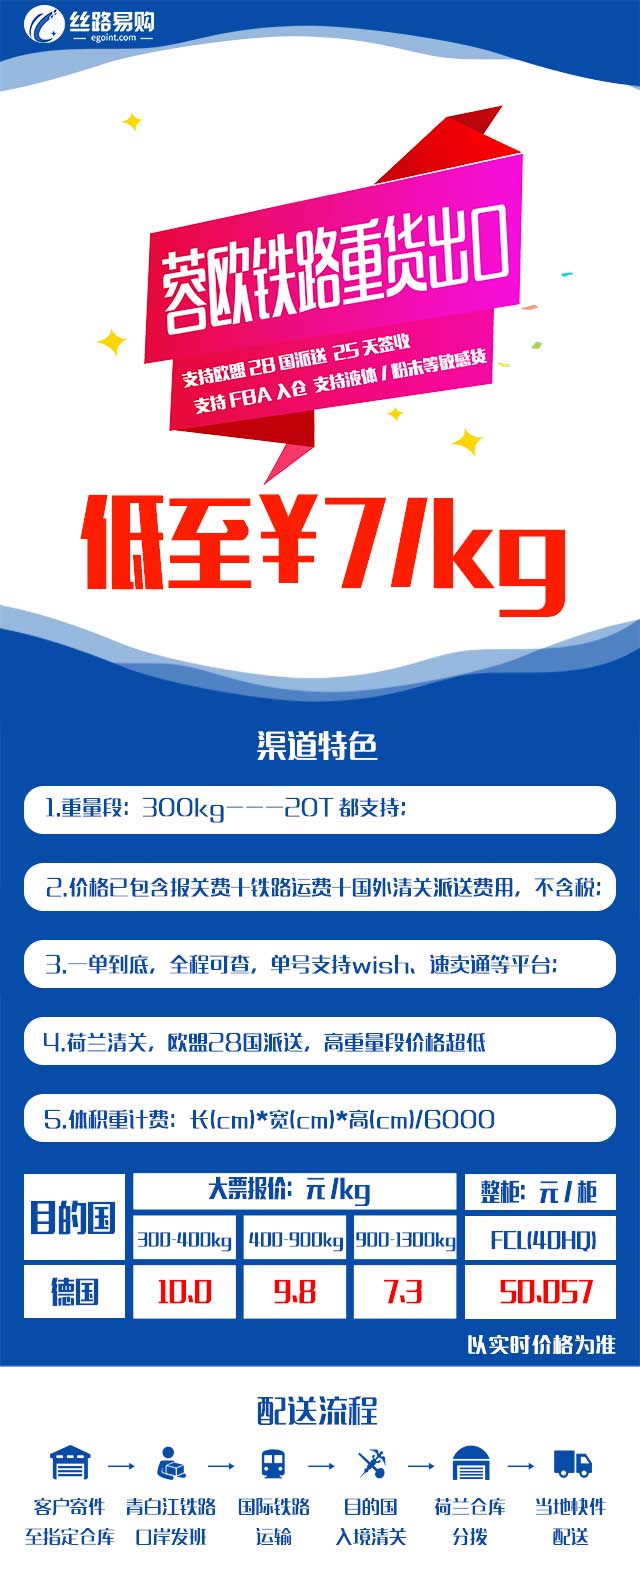 丝路易购
egoint.com
蓉欧铁路重货出口
支持欧盟28国派送 25天签收
支持FBA入仓 支持液体/粉末等敏感货
低至¥7/kg
渠道特色
1.重量段：300kg---20T都支持；
2.价格已包含报关费+铁路运费+国外清关派送费用，不含税；
3.一单到底，全程可查，单号支持wish、速卖通等平台；
4.荷兰清关，欧盟28国派送，高重量段价格超低
5.体积重计费：长(cm)*宽(cm)*高(cm)/6000
目的国 大票报价：元/kg 整柜：元/柜
300-400kg 400-900kg 900-1300kg FCL(40HQ)
德国 10.0 9.8 7.3 50.057
以实时价格为准
配送流程
客户寄件 青白江铁路 国际铁路 目的国 荷兰仓库 当地快件
至指定仓库 口岸发班 运输 入境清关 分拨 配送